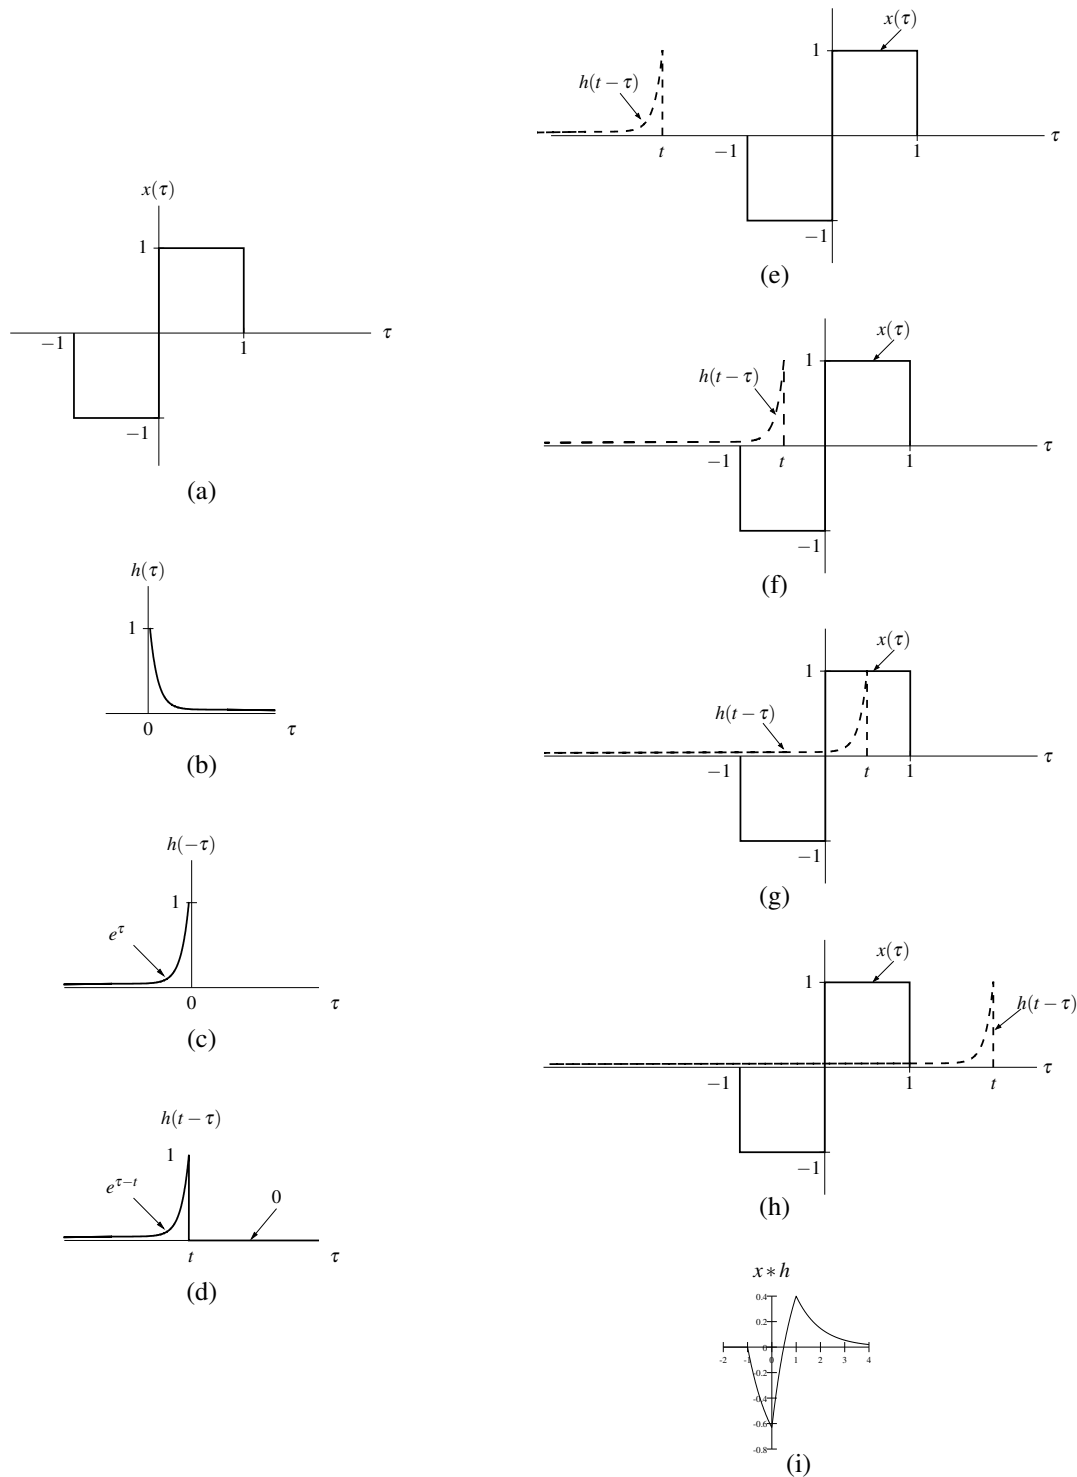 x(τ)
1
−1
1
τ
−1
(a)
h(τ)
1
0
τ
(b)
h(−τ)
1
e^τ
0
τ
(c)
h(t−τ)
1
e^{τ−t}
0
t
τ
(d)
x(τ)
1
h(t−τ)
τ
t
−1
1
−1
(e)
x(τ)
1
h(t−τ)
τ
−1
t
1
−1
(f)
x(τ)
1
h(t−τ)
τ
−1
t
1
−1
(g)
x(τ)
1
h(t−τ)
τ
−1
1
t
−1
(h)
x∗h
0.4
0.2
0
-2 -1 0 1 2 3 4
-0.2
-0.4
-0.6
-0.8
(i)